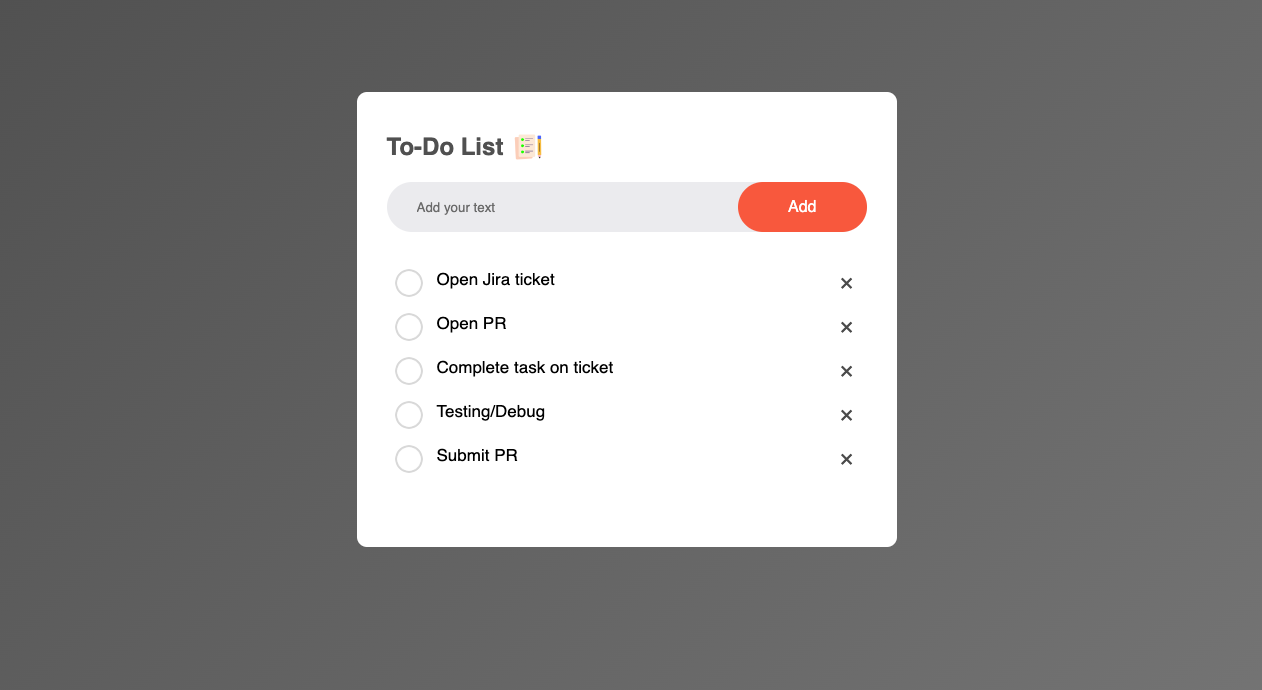 To-Do List
Add your text
Add
Open Jira ticket
Open PR
Complete task on ticket
Testing/Debug
Submit PR